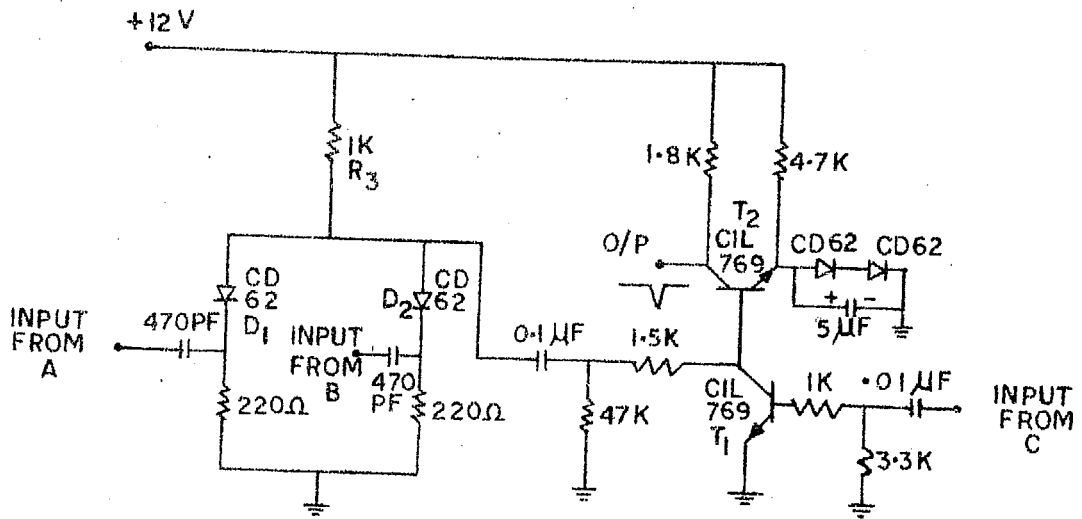 +12 V
1K
R3
1.8K
4.7K
T2
CIL
769
O/P
CD62 CD62
+ -
5 μF
CD
62
D1
D2
CD
62
INPUT
FROM
A
470PF
INPUT
FROM
B
470
PF
220Ω
220Ω
0.1 μF
1.5K
47K
CIL
769
T1
1K
.01 μF
3.3K
INPUT
FROM
C